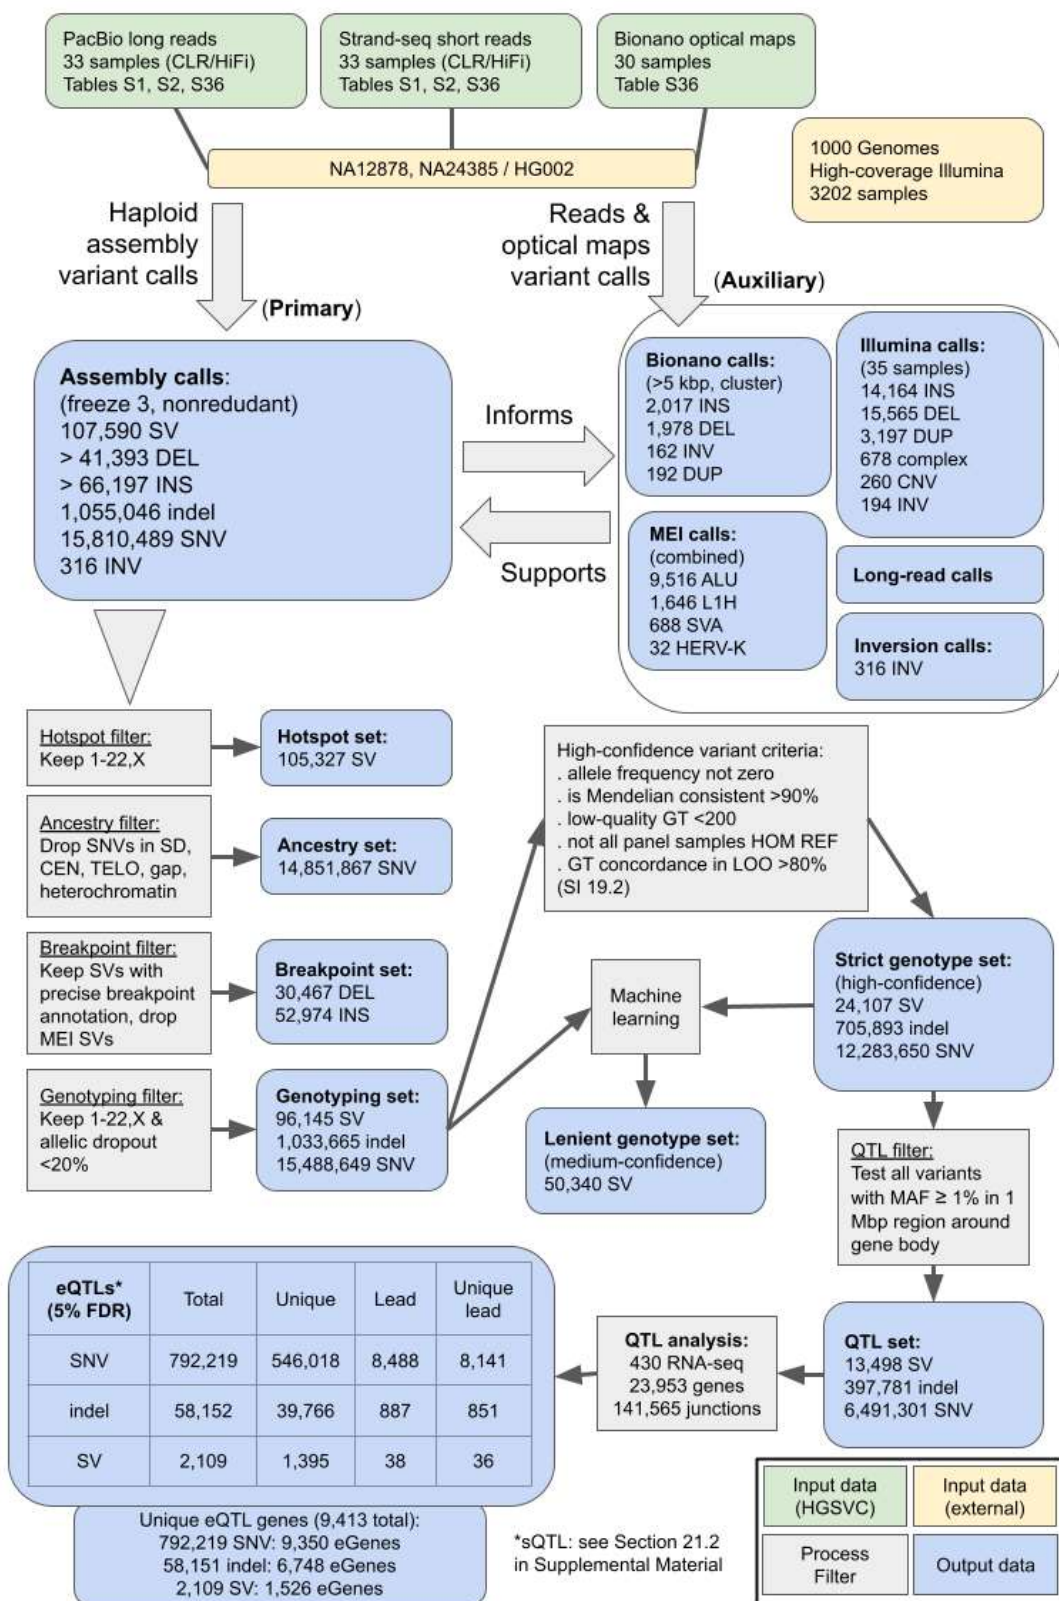 PacBio long reads
33 samples (CLR/HiFi)
Tables S1, S2, S36
Strand-seq short reads
33 samples (CLR/HiFi)
Tables S1, S2, S36
Bionano optical maps
30 samples
Table S36
1000 Genomes
High-coverage Illumina
3202 samples
NA12878, NA24385 / HG002
Haploid
assembly
variant calls
(Primary)
Reads &
optical maps
variant calls
(Auxiliary)
Assembly calls:
(freeze 3, nonredudant)
107,590 SV
> 41,393 DEL
> 66,197 INS
1,055,046 indel
15,810,489 SNV
316 INV
Informs
Supports
Bionano calls:
(>5 kbp, cluster)
2,017 INS
1,978 DEL
162 INV
192 DUP
Illumina calls:
(35 samples)
14,164 INS
15,565 DEL
3,197 DUP
678 complex
260 CNV
194 INV
MEI calls:
(combined)
9,516 ALU
1,646 L1H
688 SVA
32 HERV-K
Long-read calls
Inversion calls:
316 INV
Hotspot filter:
Keep 1-22,X
Hotspot set:
105,327 SV
Ancestry filter:
Drop SNVs in SD,
CEN, TELO, gap,
heterochromatin
Ancestry set:
14,851,867 SNV
Breakpoint filter:
Keep SVs with
precise breakpoint
annotation, drop
MEI SVs
Breakpoint set:
30,467 DEL
52,974 INS
Genotyping filter:
Keep 1-22,X &
allelic dropout
<20%
Genotyping set:
96,145 SV
1,033,665 indel
15,488,649 SNV
High-confidence variant criteria:
. allele frequency not zero
. is Mendelian consistent >90%
. low-quality GT <200
. not all panel samples HOM REF
. GT concordance in LOO >80%
(SI 19.2)
Machine
learning
Strict genotype set:
(high-confidence)
24,107 SV
705,893 indel
12,283,650 SNV
Lenient genotype set:
(medium-confidence)
50,340 SV
QTL filter:
Test all variants
with MAF ≥ 1% in 1
Mbp region around
gene body
QTL set:
13,498 SV
397,781 indel
6,491,301 SNV
QTL analysis:
430 RNA-seq
23,953 genes
141,565 junctions
eQTLs*
(5% FDR)
Total
Unique
Lead
Unique
lead
SNV 792,219 546,018 8,488 8,141
indel 58,152 39,766 887 851
SV 2,109 1,395 38 36
Unique eQTL genes (9,413 total):
792,219 SNV: 9,350 eGenes
58,151 indel: 6,748 eGenes
2,109 SV: 1,526 eGenes
*sQTL: see Section 21.2
in Supplemental Material
Input data
(HGSVC)
Input data
(external)
Process
Filter
Output data